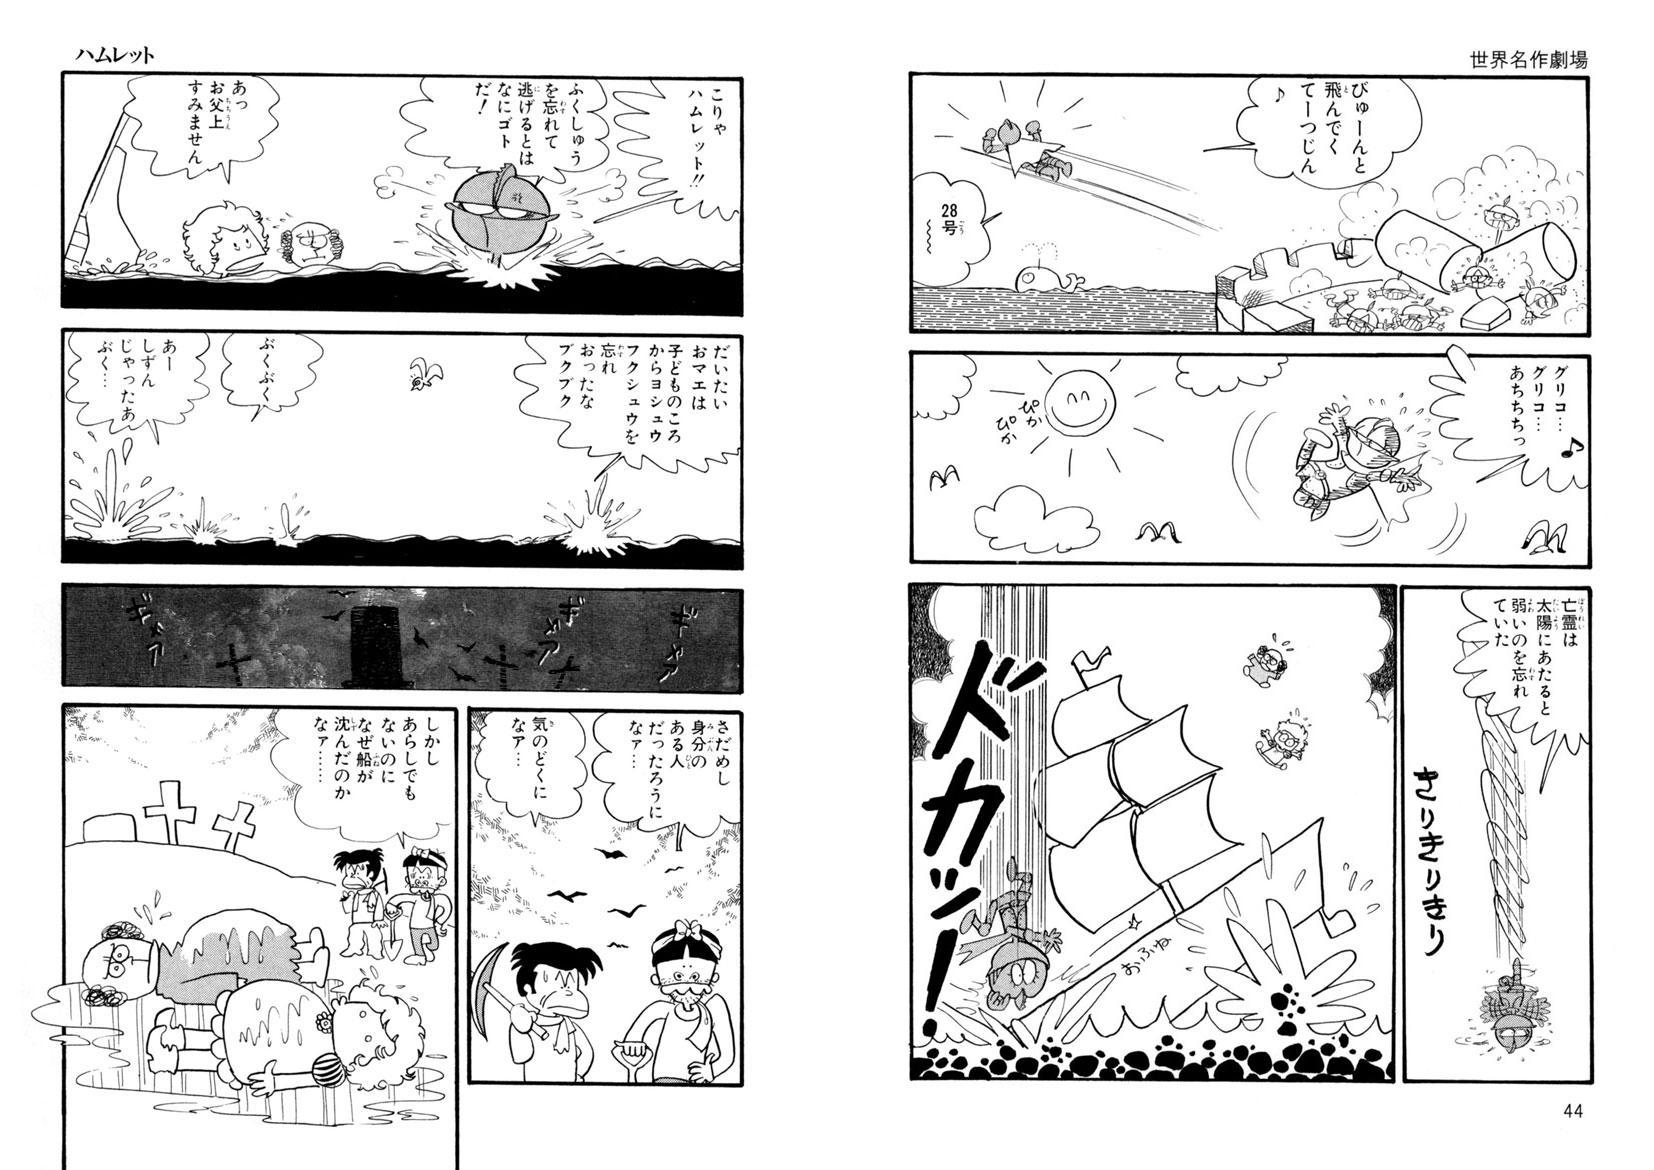 世界名作劇場
びゅーんと
飛んでく
てーつじん
♪
28号
〜〜
グリコ…
グリコ…
あちちちっ
♪
ぴか
ぴか
亡霊は
太陽にあたると
弱いのを忘れ
ていた
きりきりきり
ドカッ!
おふね
44
ハムレット
こりゃ
ハムレット!!
ふくしゅう
を忘れて
逃げるとは
なにゴト
だ!
あっ
お父上
すみません
だいたい
おマエは
子どものころ
からヨシュウ
フクシュウを
忘れ
おったな
ブクブク
ぶくぶく
あー
しずん
じゃったあ
ぶく…
ギャア
ギャア
ギャア
さだめし
身分の
ある人
だったろうに
なァ…
気のどくに
なァ…
しかし
あらしでも
ないのに
なぜ船が
沈んだのか
なァ……